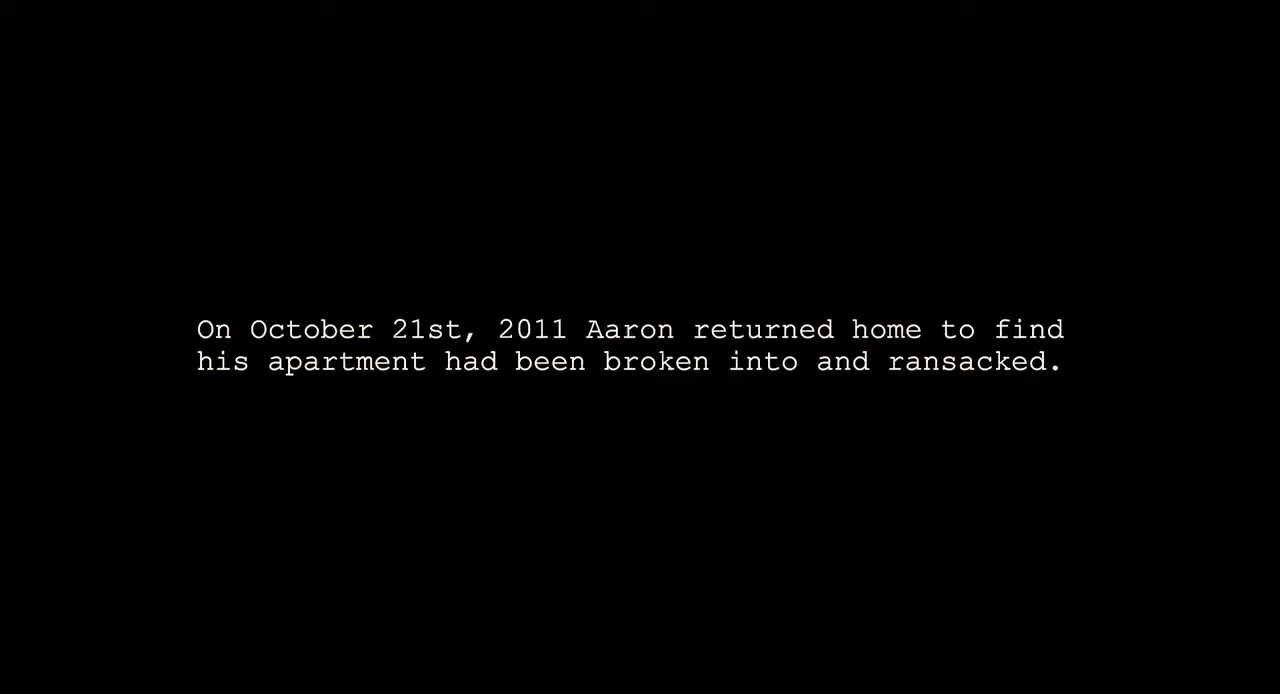 On October 21st, 2011 Aaron returned home to find
his apartment had been broken into and ransacked.